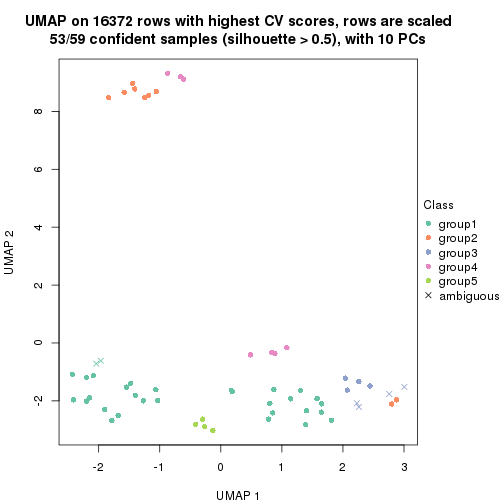 UMAP on 16372 rows with highest CV scores, rows are scaled
53/59 confident samples (silhouette > 0.5), with 10 PCs
UMAP 2
8
6
4
2
0
-2
-2
-1
0
1
2
3
UMAP 1
Class
group1
group2
group3
group4
group5
ambiguous